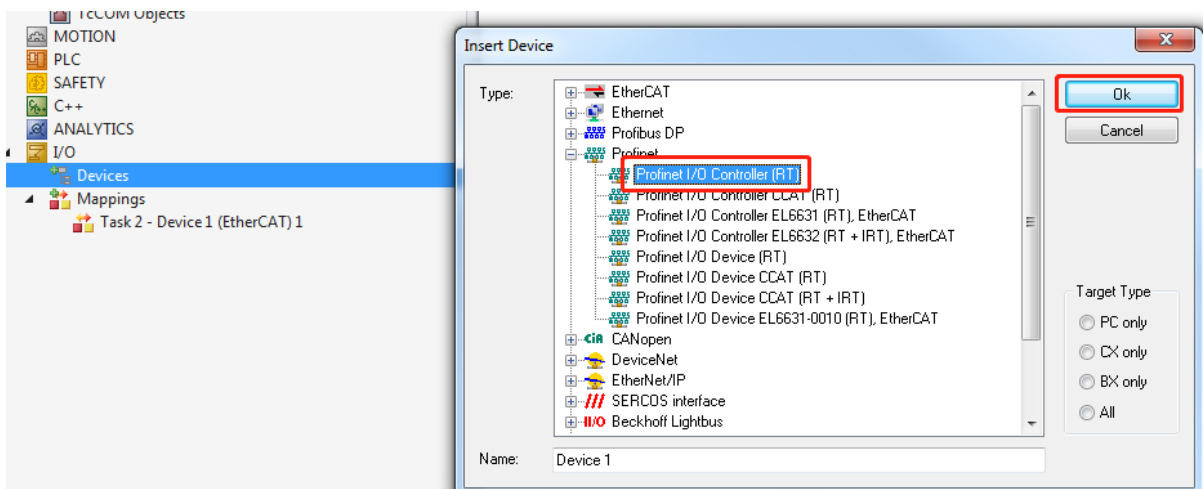 TcCOM Objects
MOTION
PLC
SAFETY
C++
ANALYTICS
I/O
Devices
Mappings
Task 2 - Device 1 (EtherCAT) 1
Insert Device
Type:
EtherCAT
Ethernet
Profibus DP
Profinet
Profinet I/O Controller (RT)
Profinet I/O Controller CCAT (RT)
Profinet I/O Controller EL6631 (RT), EtherCAT
Profinet I/O Controller EL6632 (RT + IRT), EtherCAT
Profinet I/O Device (RT)
Profinet I/O Device CCAT (RT)
Profinet I/O Device CCAT (RT + IRT)
Profinet I/O Device EL6631-0010 (RT), EtherCAT
CiA CANopen
DeviceNet
EtherNet/IP
SERCOS interface
II/O Beckhoff Lightbus
Ok
Cancel
Target Type
PC only
CX only
BX only
All
Name:
Device 1